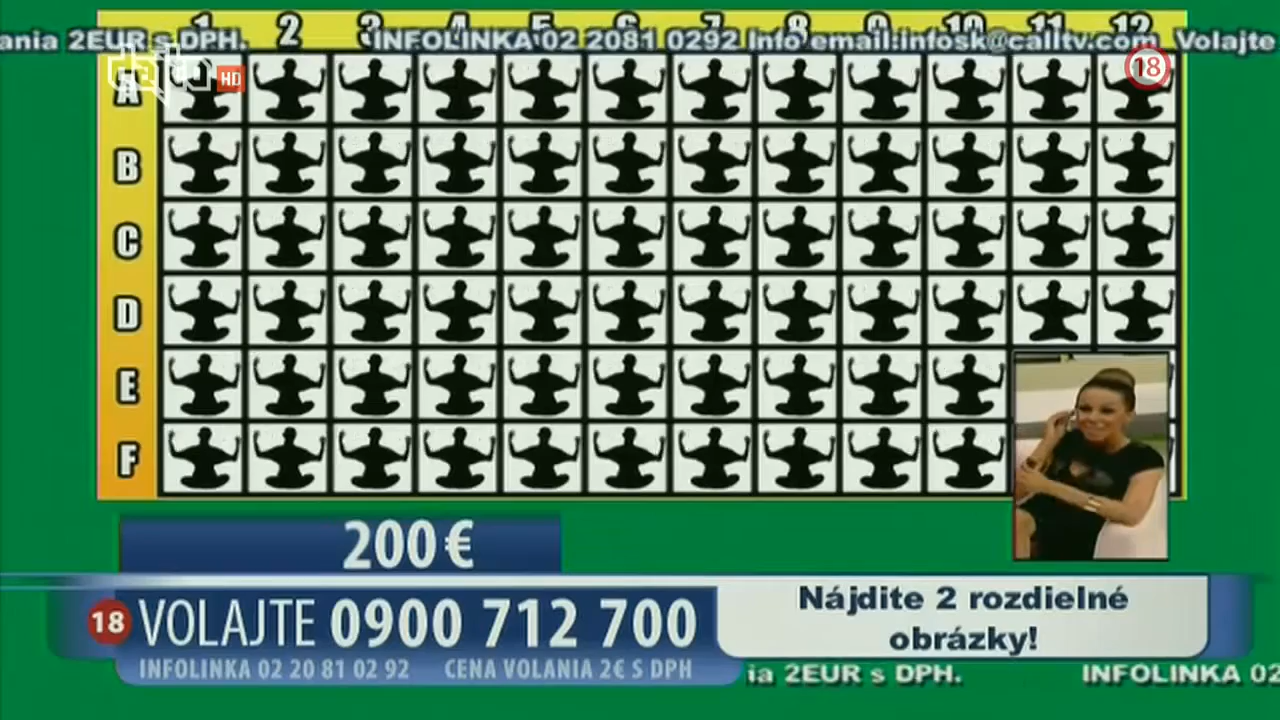 1 2 3 4 5 6 7 8 9 10 11 12
ania 2EUR s DPH. INFOLINKA 02 2081 0292 Info email:infosk@calltv.com Volajte
dajto HD
18
A
B
C
D
E
F
200 €
18 VOLAJTE 0900 712 700
INFOLINKA 02 20 81 02 92 CENA VOLANIA 2€ S DPH
Nájdite 2 rozdielné
obrázky!
ia 2EUR s DPH. INFOLINKA 02